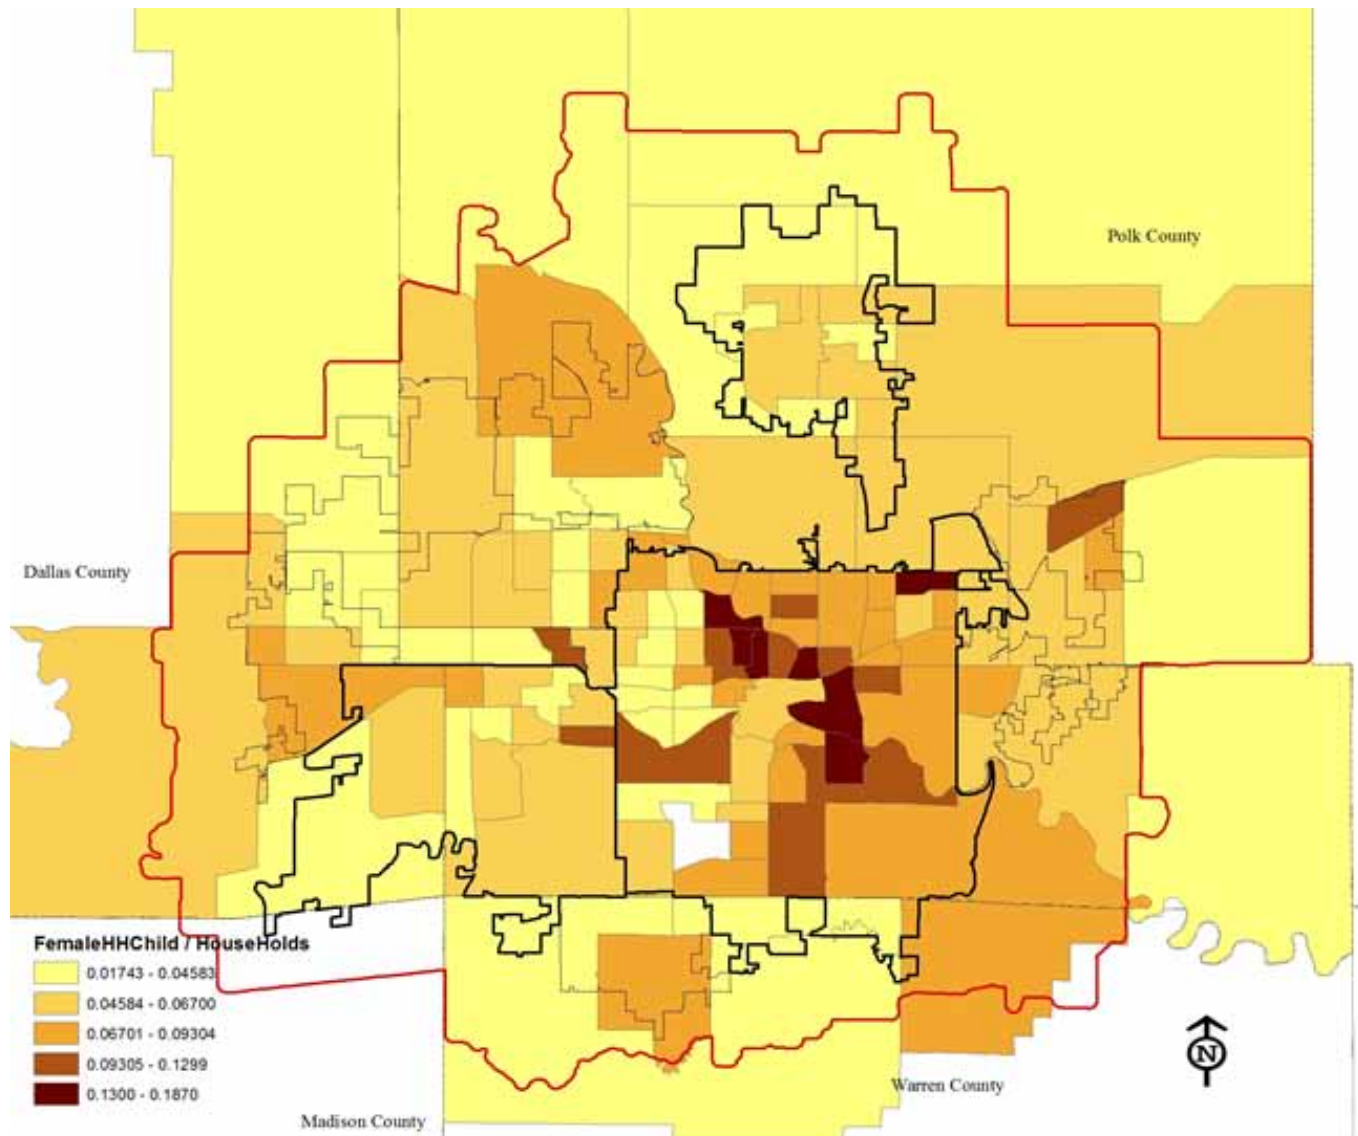 Polk County
Dallas County
FemaleHHChild / HouseHolds
0.01743 - 0.04583
0.04584 - 0.06700
0.06701 - 0.09304
0.09305 - 0.1299
0.1300 - 0.1870
N
Warren County
Madison County